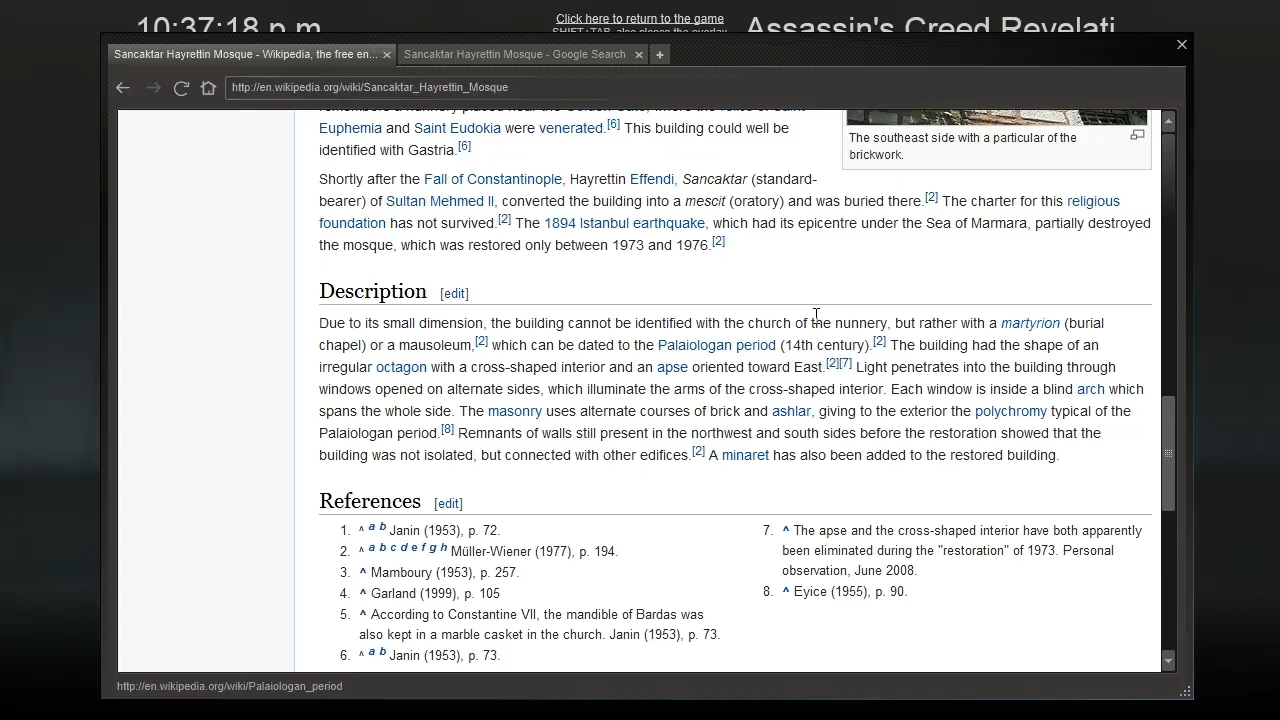 10:37:18 p.m
Click here to return to the game
Assassin's Creed Revelati
SHIFT+TAB also closes the overlay
Sancaktar Hayrettin Mosque - Wikipedia, the free en...
Sancaktar Hayrettin Mosque - Google Search
http://en.wikipedia.org/wiki/Sancaktar_Hayrettin_Mosque
Euphemia and Saint Eudokia were venerated.[6] This building could well be
identified with Gastria.[6]
The southeast side with a particular of the
brickwork.
Shortly after the Fall of Constantinople, Hayrettin Effendi, Sancaktar (standard-
bearer) of Sultan Mehmed II, converted the building into a mescit (oratory) and was buried there.[2] The charter for this religious
foundation has not survived.[2] The 1894 Istanbul earthquake, which had its epicentre under the Sea of Marmara, partially destroyed
the mosque, which was restored only between 1973 and 1976.[2]
Description [edit]
Due to its small dimension, the building cannot be identified with the church of the nunnery, but rather with a martyrion (burial
chapel) or a mausoleum,[2] which can be dated to the Palaiologan period (14th century).[2] The building had the shape of an
irregular octagon with a cross-shaped interior and an apse oriented toward East.[2][7] Light penetrates into the building through
windows opened on alternate sides, which illuminate the arms of the cross-shaped interior. Each window is inside a blind arch which
spans the whole side. The masonry uses alternate courses of brick and ashlar, giving to the exterior the polychromy typical of the
Palaiologan period.[8] Remnants of walls still present in the northwest and south sides before the restoration showed that the
building was not isolated, but connected with other edifices.[2] A minaret has also been added to the restored building.
References [edit]
1. ^ a b Janin (1953), p. 72.
2. ^ a b c d e f g h Müller-Wiener (1977), p. 194.
3. ^ Mamboury (1953), p. 257.
4. ^ Garland (1999), p. 105
5. ^ According to Constantine VII, the mandible of Bardas was
also kept in a marble casket in the church. Janin (1953), p. 73.
6. ^ a b Janin (1953), p. 73.
7. ^ The apse and the cross-shaped interior have both apparently
been eliminated during the "restoration" of 1973. Personal
observation, June 2008.
8. ^ Eyice (1955), p. 90.
http://en.wikipedia.org/wiki/Palaiologan_period